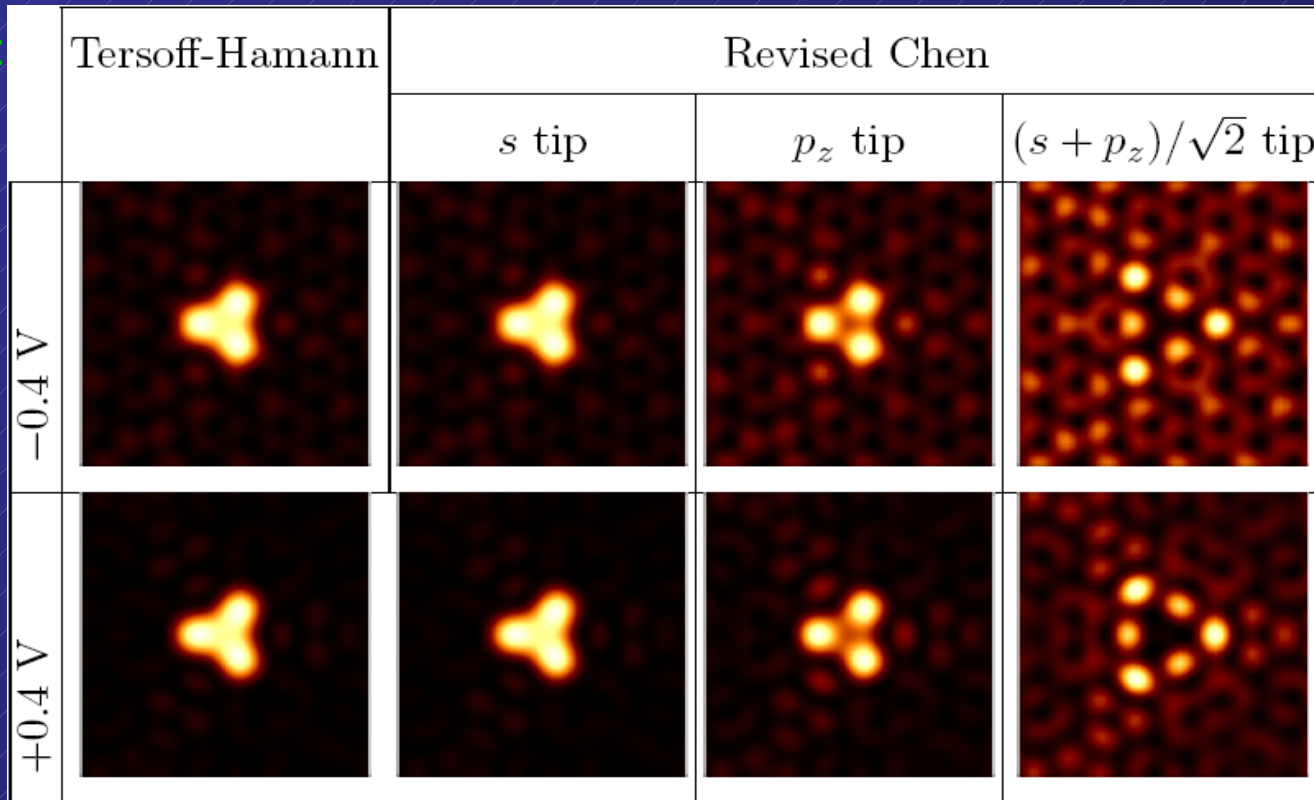 Tersoff-Hamann
Revised Chen
s tip
p_z tip
(s + p_z)/√2 tip
−0.4 V
+0.4 V